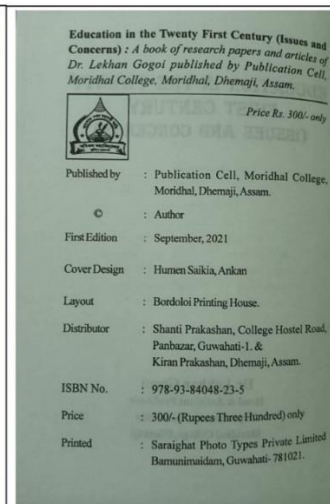 Education in the Twenty First Century (Issues and
Concerns) : A book of research papers and articles of
Dr. Lekhan Gogoi published by Publication Cell,
Moridhal College, Moridhal, Dhemaji, Assam.
Price Rs. 300/- only
Published by : Publication Cell, Moridhal College,
Moridhal, Dhemaji, Assam.
© : Author
First Edition : September, 2021
Cover Design : Humen Saikia, Ankan
Layout : Bordoloi Printing House.
Distributor : Shanti Prakashan, College Hostel Road,
Panbazar, Guwahati-1. &
Kiran Prakashan, Dhemaji, Assam.
ISBN No. : 978-93-84048-23-5
Price : 300/- (Rupees Three Hundred) only
Printed : Saraighat Photo Types Private Limited
Bamunimaidam, Guwahati- 781021.